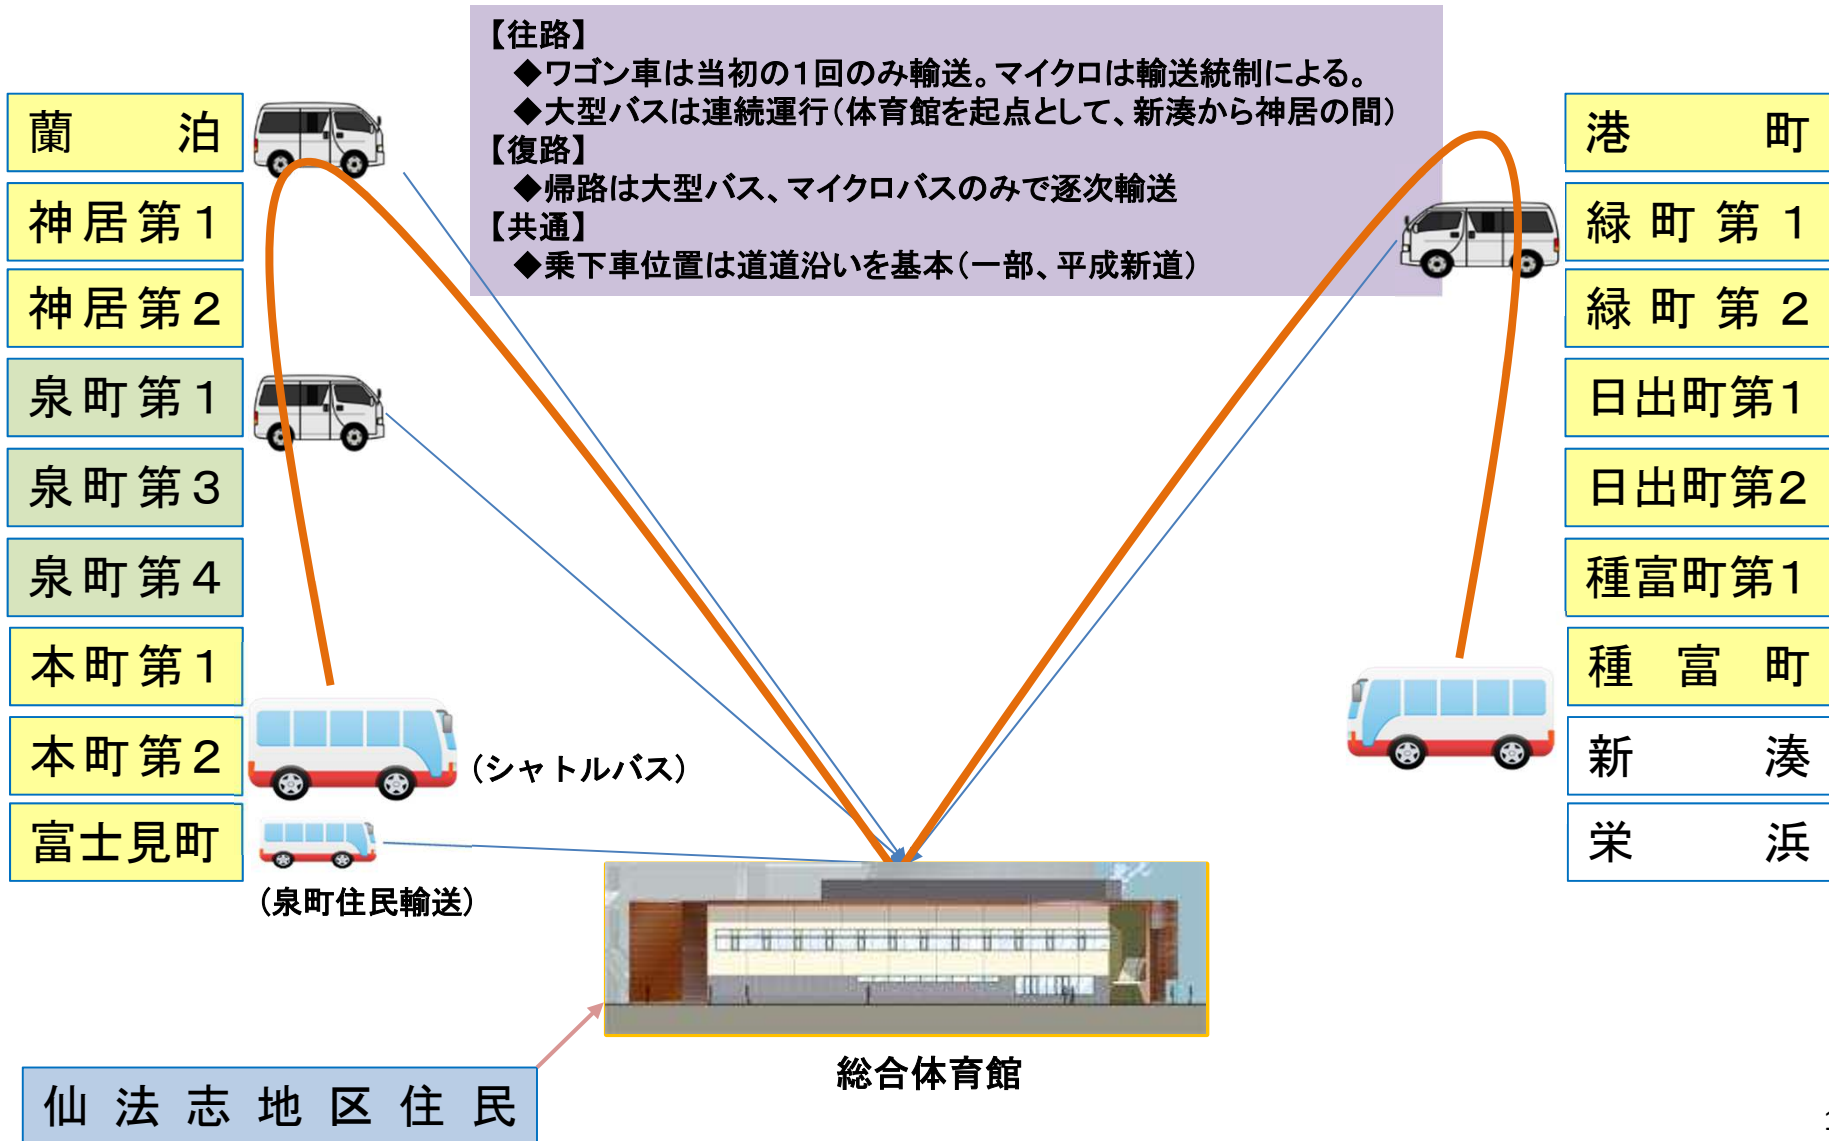 【往路】
◆ワゴン車は当初の1回のみ輸送。マイクロは輸送統制による。
◆大型バスは連続運行(体育館を起点として、新湊から神居の間)
【復路】
◆帰路は大型バス、マイクロバスのみで逐次輸送
【共通】
◆乗下車位置は道道沿いを基本(一部、平成新道)
蘭　泊
神居第1
神居第2
泉町第1
泉町第3
泉町第4
本町第1
本町第2
富士見町
港　町
緑町第1
緑町第2
日出町第1
日出町第2
種富町第1
種富町
新　湊
栄　浜
(シャトルバス)
(泉町住民輸送)
総合体育館
仙法志地区住民